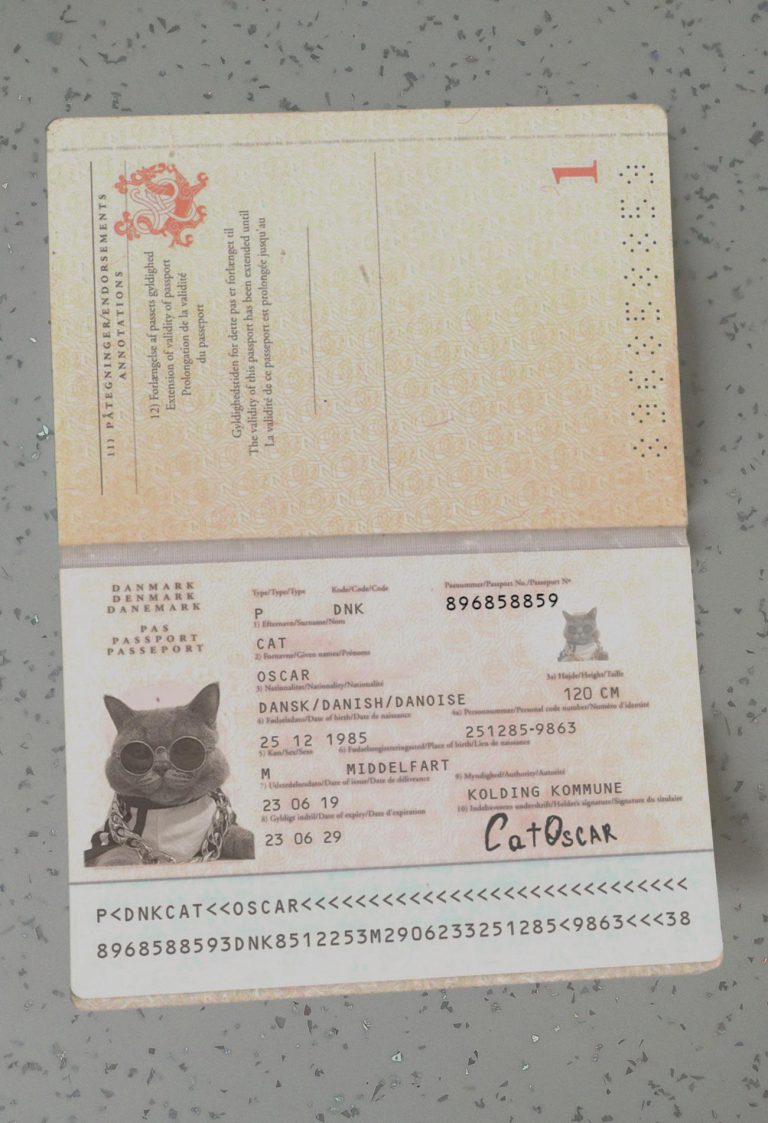 11) PÅTEGNINGER/ENDORSEMENTS
ANNOTATIONS
12) Forlængelse af passets gyldighed
Extension of validity of passport
Prolongation de la validité
du passeport
Gyldighedstiden for dette pas er forlænget til
The validity of this passport has been extended until
La validité de ce passeport est prolongée jusqu'au
1
DANMARK
DENMARK
DANEMARK
PAS
PASSPORT
PASSEPORT
Type/Type/Type Kode/Code/Code Pasnummer/Passport No./Passeport Nº
P DNK 896858859
1) Efternavn/Surname/Nom
CAT
2) Fornavne/Given names/Prénoms
OSCAR
3) Nationalitet/Nationality/Nationalité 3a) Højde/Height/Taille
DANSK/DANISH/DANOISE 120 CM
4) Fødselsdato/Date of birth/Date de naissance 4a) Personnummer/Personal code number/Numéro d'identité
25 12 1985 251285-9863
5) Køn/Sex/Sexe 6) Fødselsregistreringssted/Place of birth/Lieu de naissance
M MIDDELFART
7) Udstedelsesdato/Date of issue/Date de délivrance 9) Myndighed/Authority/Autorité
23 06 19 KOLDING KOMMUNE
8) Gyldigt indtil/Date of expiry/Date d'expiration 10) Indehaverens underskrift/Holder's signature/Signature du titulaire
23 06 29 Cat OSCAR
P<DNKCAT<<OSCAR<<<<<<<<<<<<<<<<<<<<<<<<<<<<<
8968588593DNK8512253M2906233251285<9863<<<38